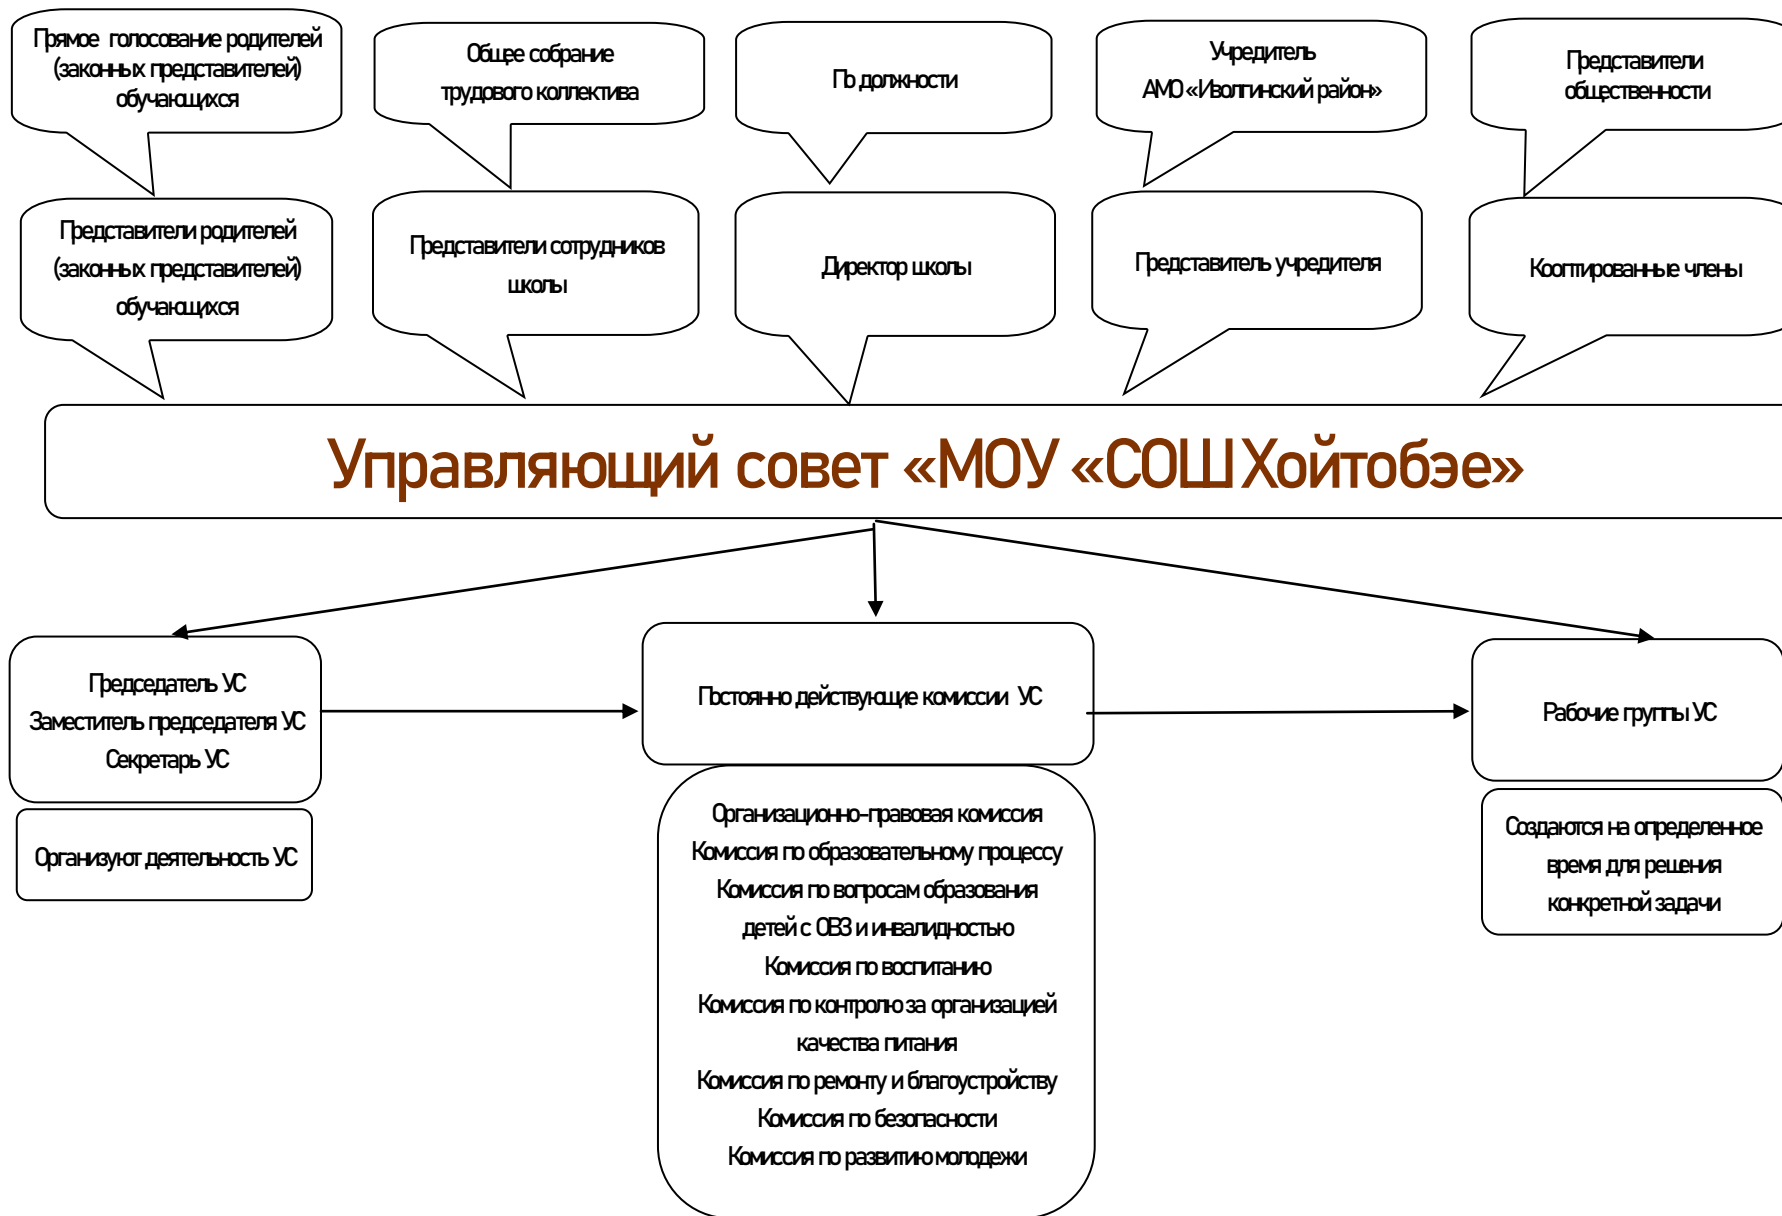 Прямое голосование родителей
(законных представителей)
обучающихся
Общее собрание
трудового коллектива
По должности
Учредитель
АМО «Иволгинский район»
Представители
общественности
Представители родителей
(законных представителей)
обучающихся
Представители сотрудников
школы
Директор школы
Представитель учредителя
Кооптированные члены
Управляющий совет «МОУ «СОШ Хойтобэе»
Председатель УС
Заместитель председателя УС
Секретарь УС
Постоянно действующие комиссии УС
Рабочие группы УС
Организуют деятельность УС
Организационно-правовая комиссия
Комиссия по образовательному процессу
Комиссия по вопросам образования
детей с ОВЗ и инвалидностью
Комиссия по воспитанию
Комиссия по контролю за организацией
качества питания
Комиссия по ремонту и благоустройству
Комиссия по безопасности
Комиссия по развитию молодежи
Создаются на определенное
время для решения
конкретной задачи